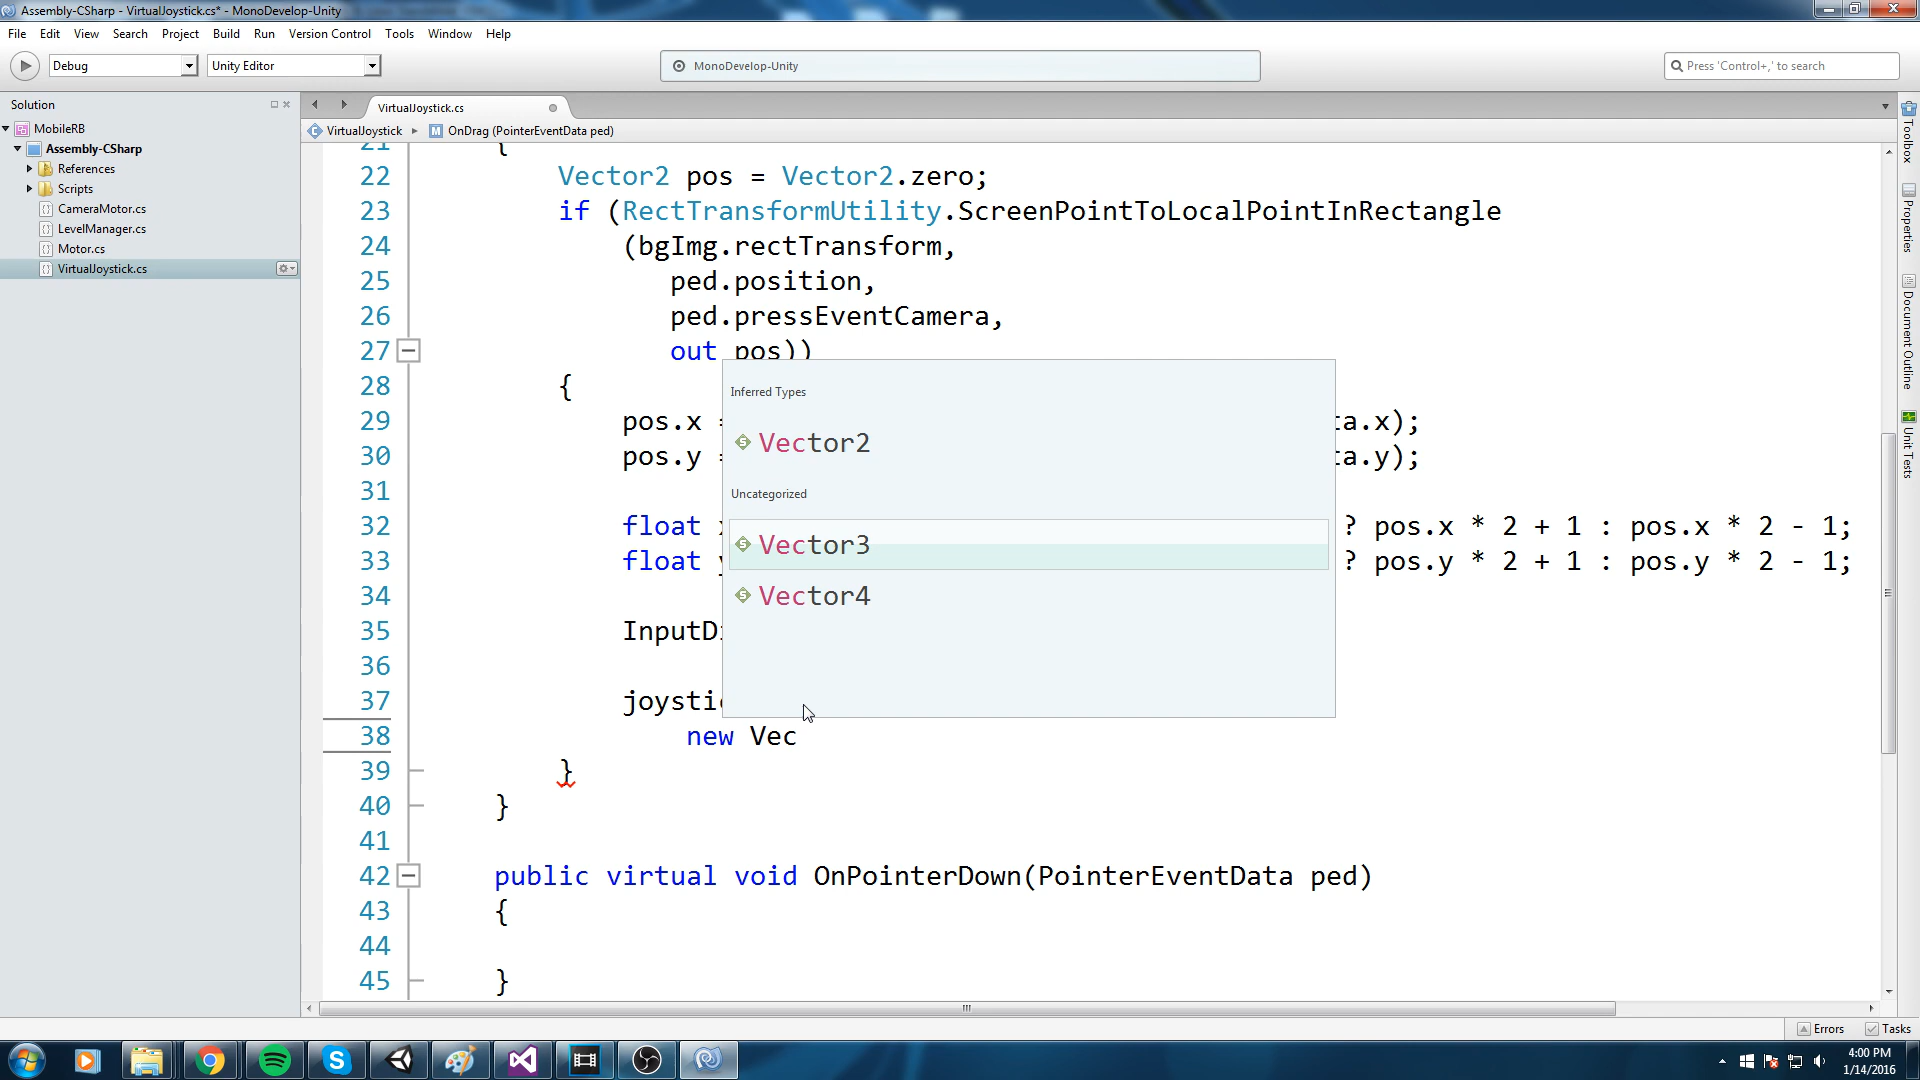 Assembly-CSharp - VirtualJoystick.cs* - MonoDevelop-Unity
File Edit View Search Project Build Run Version Control Tools Window Help
Debug Unity Editor MonoDevelop-Unity Press 'Control+,' to search
Solution
MobileRB
Assembly-CSharp
References
Scripts
CameraMotor.cs
LevelManager.cs
Motor.cs
VirtualJoystick.cs
VirtualJoystick.cs
VirtualJoystick OnDrag (PointerEventData ped)
21 {
22 Vector2 pos = Vector2.zero;
23 if (RectTransformUtility.ScreenPointToLocalPointInRectangle
24 (bgImg.rectTransform,
25 ped.position,
26 ped.pressEventCamera,
27 out pos))
28 {
29 pos.x = ta.x);
30 pos.y = ta.y);
31
32 float x ? pos.x * 2 + 1 : pos.x * 2 - 1;
33 float y ? pos.y * 2 + 1 : pos.y * 2 - 1;
34
35 InputDi
36
37 joystic
38 new Vec
39 }
40 }
41
42 public virtual void OnPointerDown(PointerEventData ped)
43 {
44
45 }
Inferred Types
Vector2
Uncategorized
Vector3
Vector4
Toolbox
Properties
Document Outline
Unit Tests
Errors Tasks
4:00 PM
1/14/2016